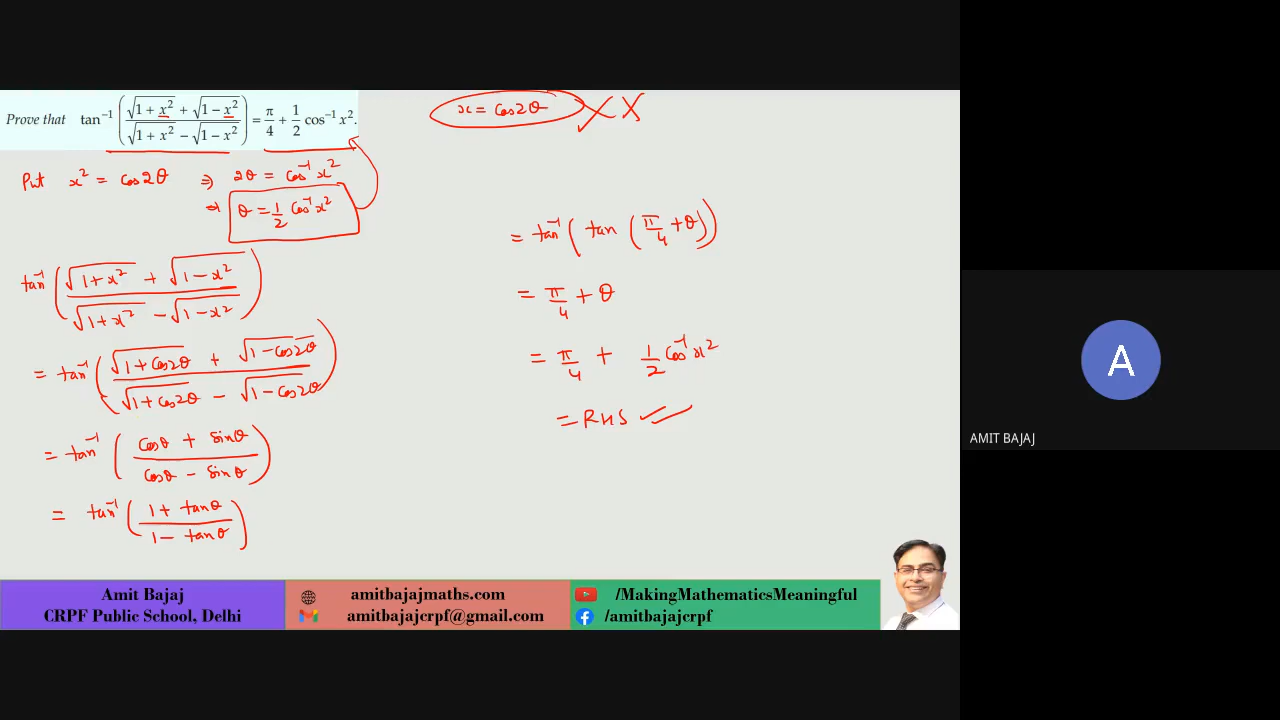 Prove that tan⁻¹ ( (√(1 + x²) + √(1 − x²)) / (√(1 + x²) − √(1 − x²)) ) = π/4 + 1/2 cos⁻¹ x².
x = cos2θ
Put x² = cos2θ ⇒ 2θ = cos⁻¹ x²
⇒ θ = 1/2 cos⁻¹ x²
tan⁻¹ ( (√(1 + x²) + √(1 − x²)) / (√(1 + x²) − √(1 − x²)) )
= tan⁻¹ ( (√(1 + cos2θ) + √(1 − cos2θ)) / (√(1 + cos2θ) − √(1 − cos2θ)) )
= tan⁻¹ ( (cosθ + sinθ) / (cosθ − sinθ) )
= tan⁻¹ ( (1 + tanθ) / (1 − tanθ) )
= tan⁻¹ ( tan ( π/4 + θ ) )
= π/4 + θ
= π/4 + 1/2 cos⁻¹ x²
= RHS
A
AMIT BAJAJ
Amit Bajaj
CRPF Public School, Delhi
amitbajajmaths.com
amitbajajcrpf@gmail.com
/MakingMathematicsMeaningful
/amitbajajcrpf